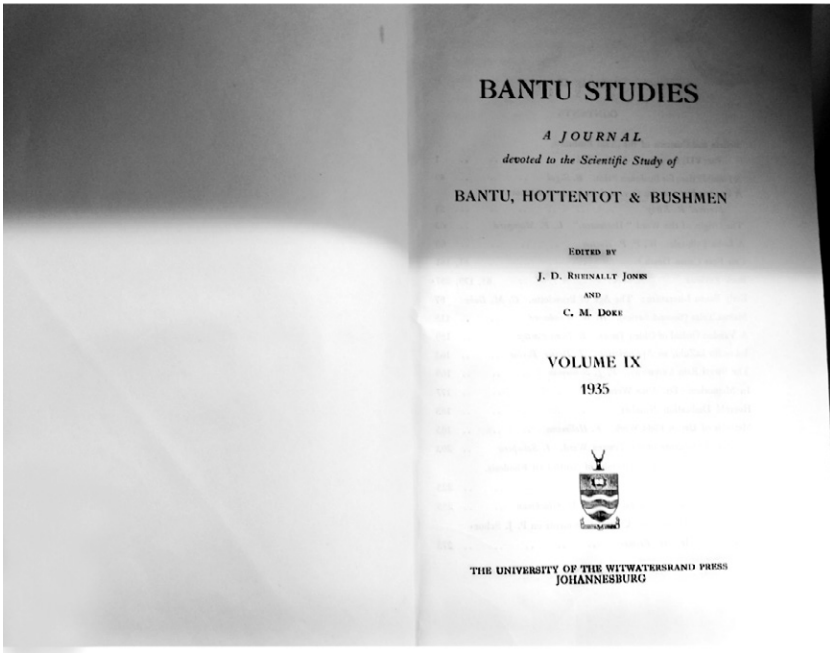 BANTU STUDIES
A JOURNAL
devoted to the Scientific Study of
BANTU, HOTTENTOT & BUSHMEN
EDITED BY
J. D. RHEINALLT JONES
AND
C. M. DOKE
VOLUME IX
1935
THE UNIVERSITY OF THE WITWATERSRAND PRESS
JOHANNESBURG